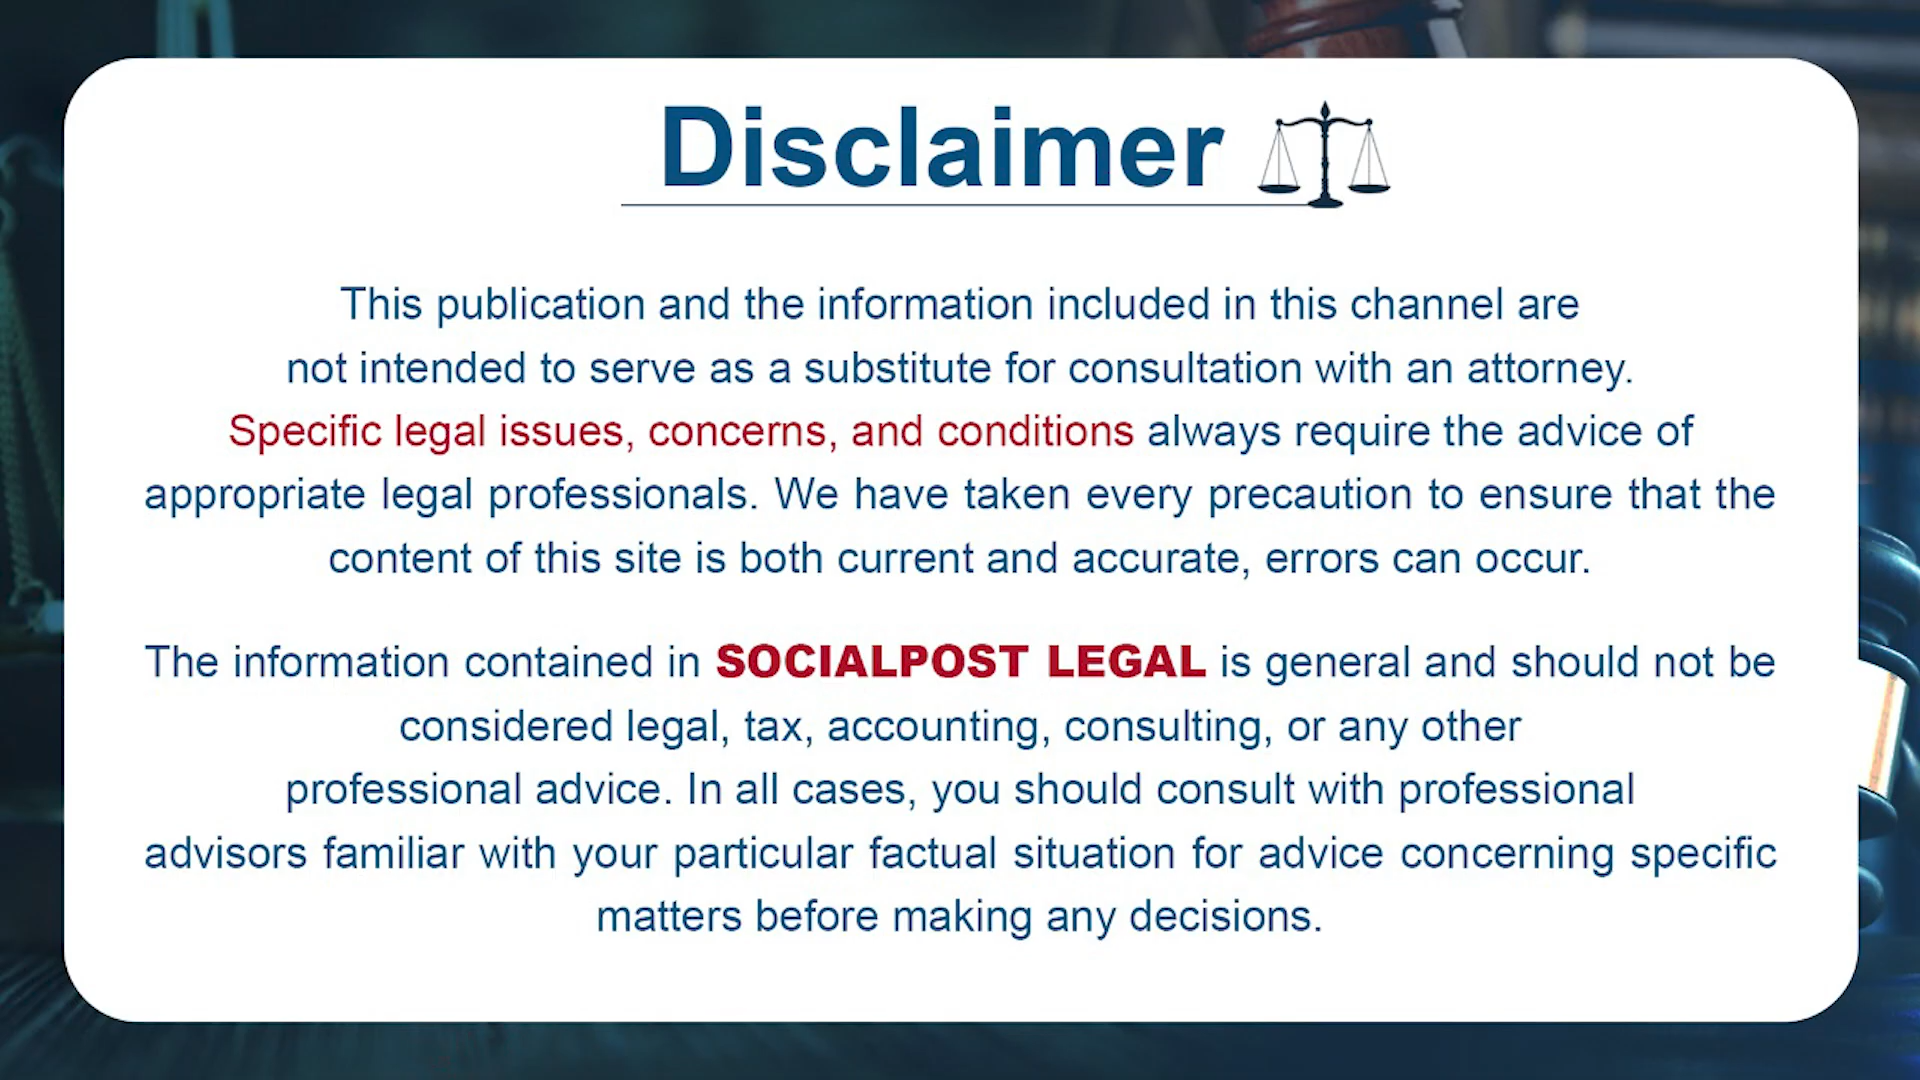 Disclaimer
This publication and the information included in this channel are
not intended to serve as a substitute for consultation with an attorney.
Specific legal issues, concerns, and conditions always require the advice of
appropriate legal professionals. We have taken every precaution to ensure that the
content of this site is both current and accurate, errors can occur.
The information contained in SOCIALPOST LEGAL is general and should not be
considered legal, tax, accounting, consulting, or any other
professional advice. In all cases, you should consult with professional
advisors familiar with your particular factual situation for advice concerning specific
matters before making any decisions.